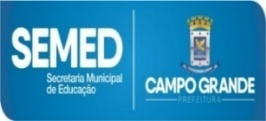 SEMED
Secretaria Municipal
de Educação
CAMPO GRANDE
PREFEITURA